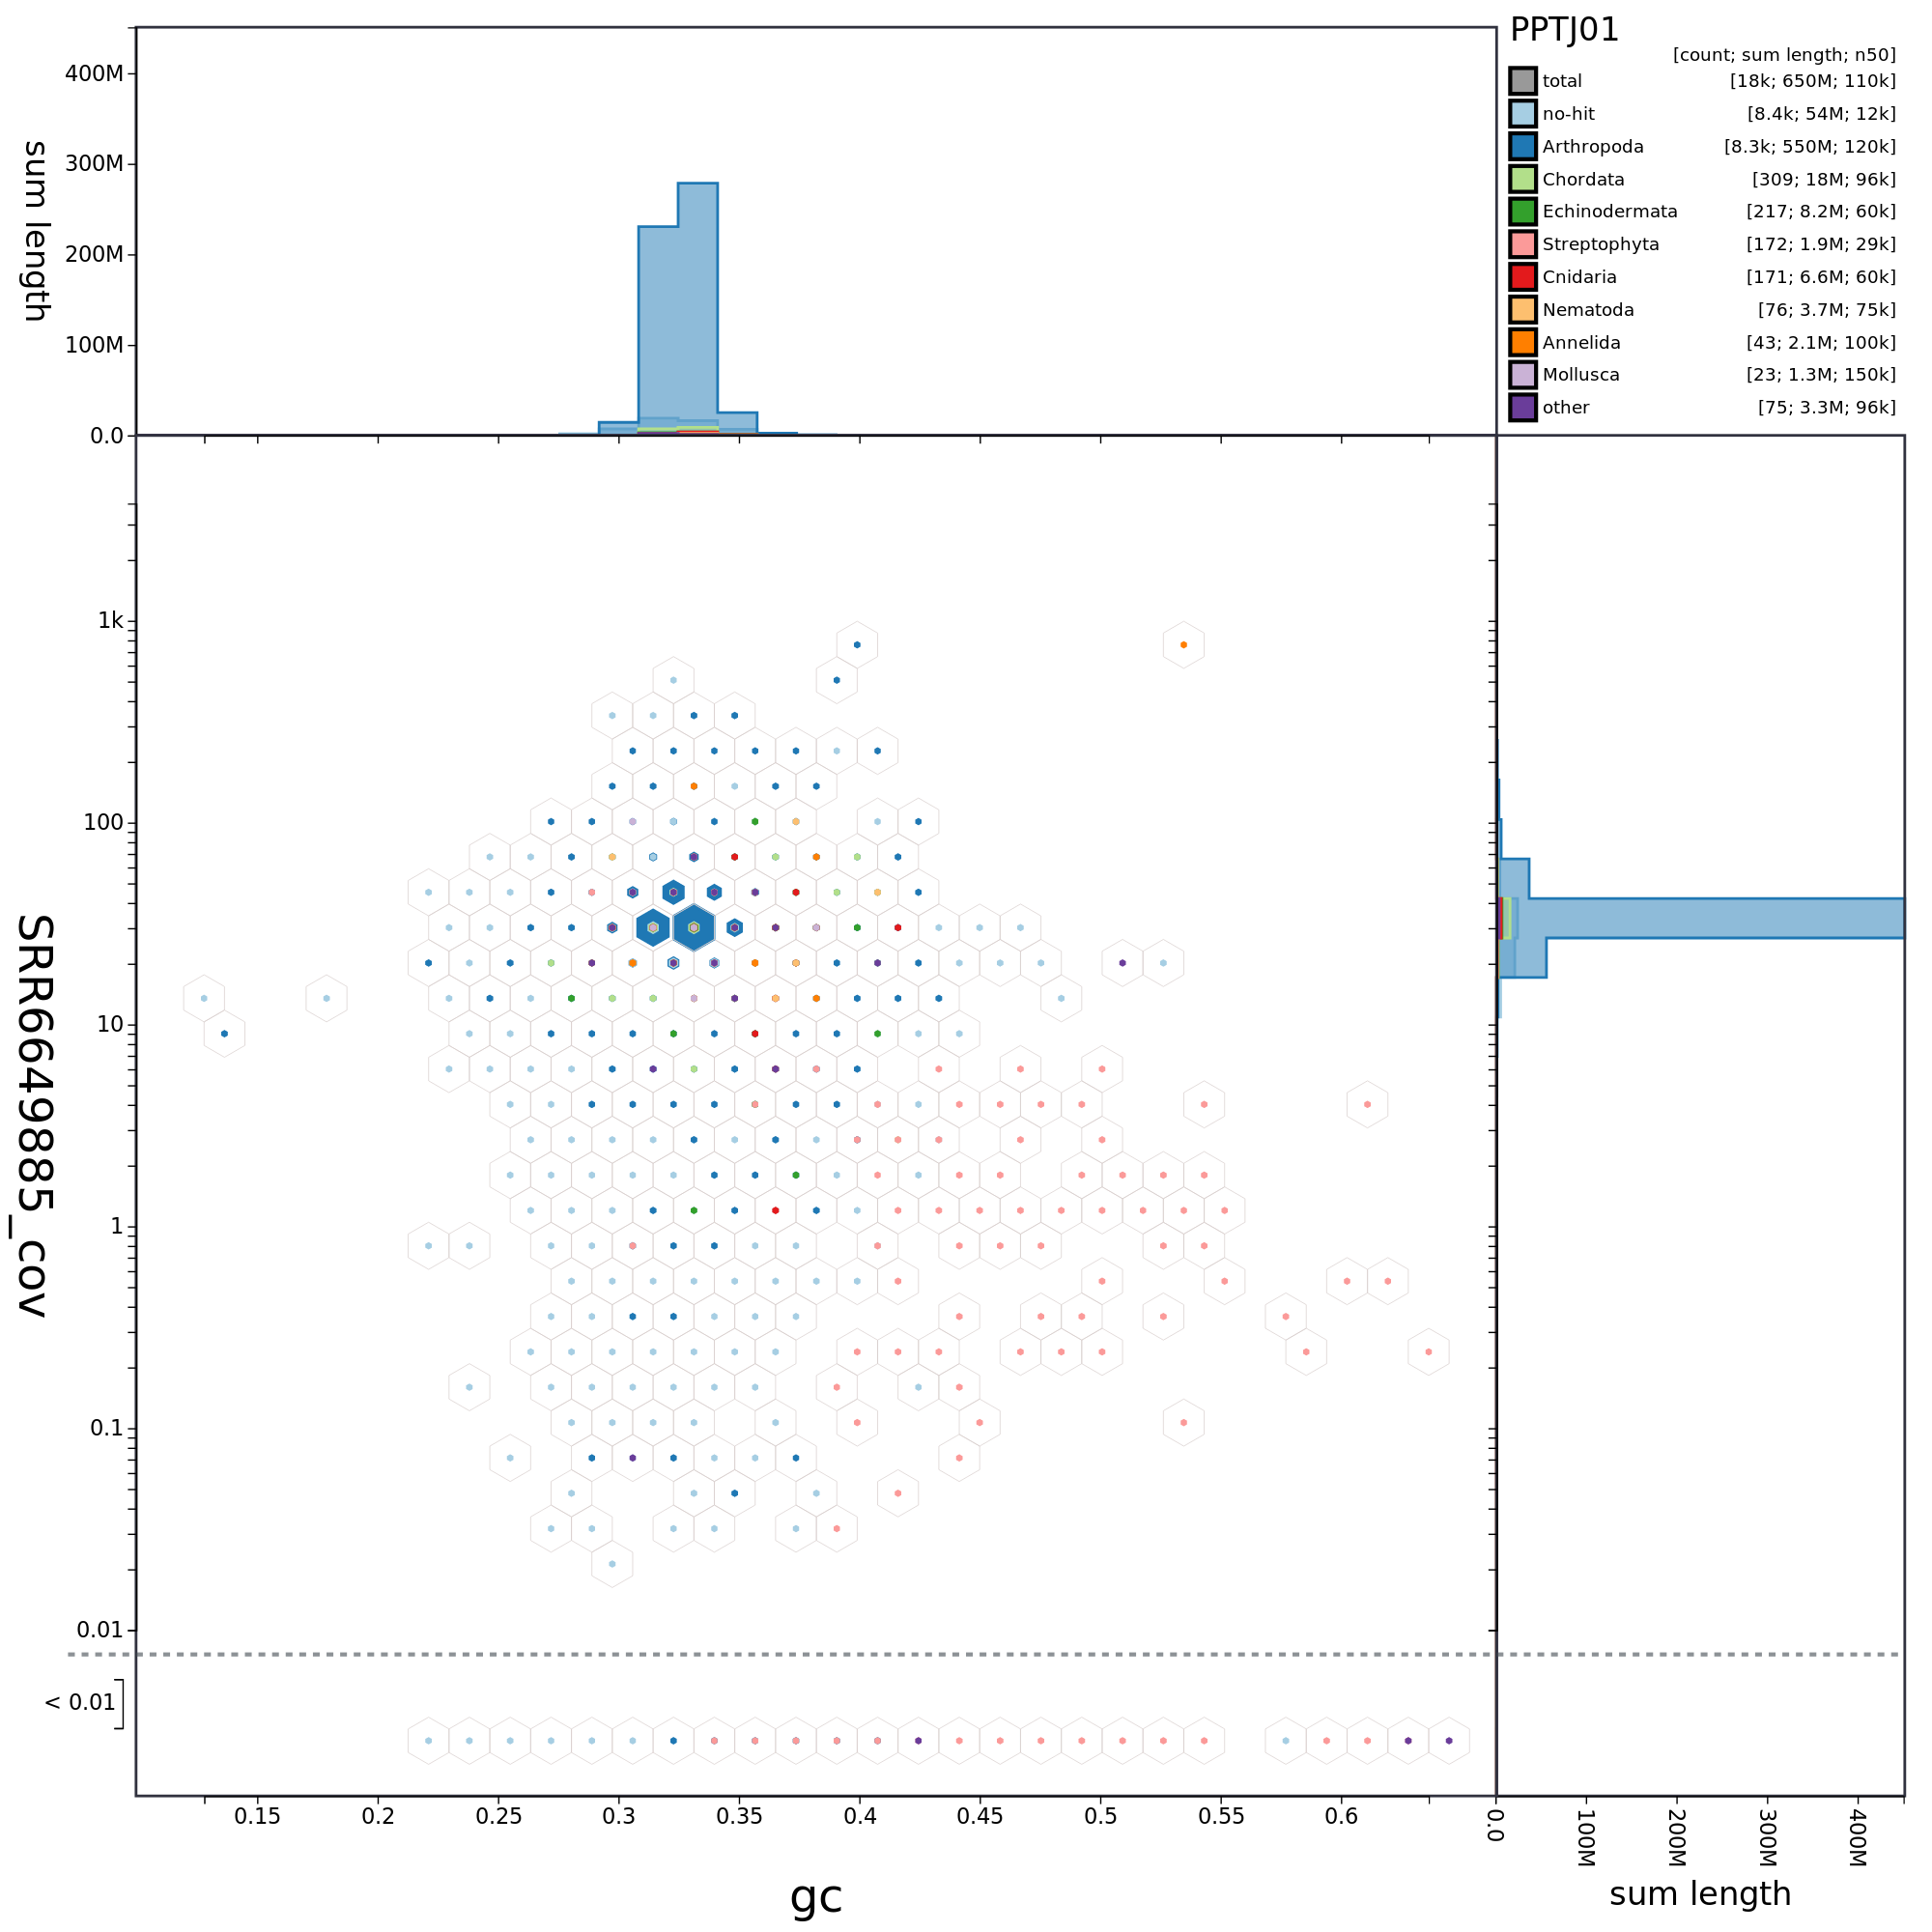 PPTJ01
[count; sum length; n50]
total [18k; 650M; 110k]
no-hit [8.4k; 54M; 12k]
Arthropoda [8.3k; 550M; 120k]
Chordata [309; 18M; 96k]
Echinodermata [217; 8.2M; 60k]
Streptophyta [172; 1.9M; 29k]
Cnidaria [171; 6.6M; 60k]
Nematoda [76; 3.7M; 75k]
Annelida [43; 2.1M; 100k]
Mollusca [23; 1.3M; 150k]
other [75; 3.3M; 96k]
sum length
400M
300M
200M
100M
0.0
SRR6649885_cov
1k
100
10
1
0.1
0.01
< 0.01
0.15 0.2 0.25 0.3 0.35 0.4 0.45 0.5 0.55 0.6
gc
0.0 100M 200M 300M 400M
sum length